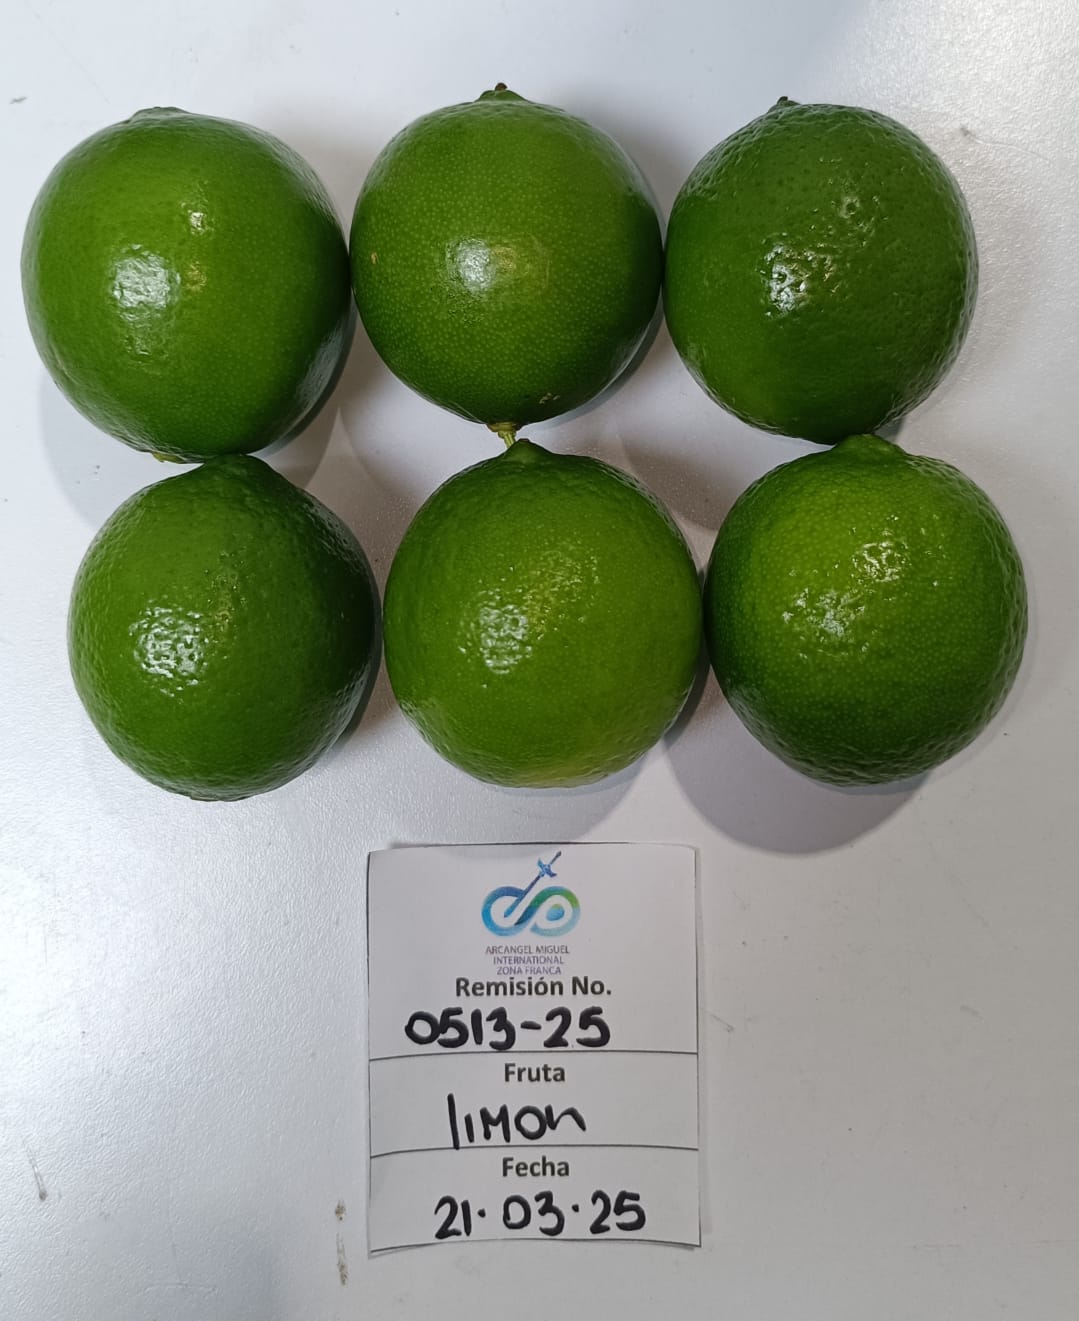 ARCANGEL MIGUEL
INTERNATIONAL
ZONA FRANCA
Remisión No.
0513-25
Fruta
limon
Fecha
21.03.25